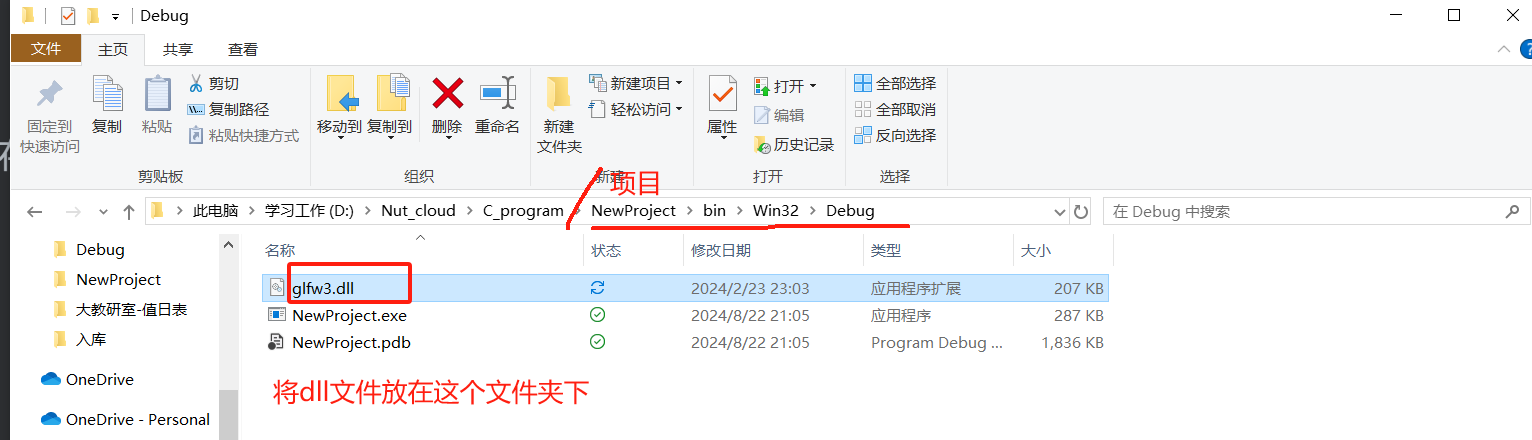 Debug
文件 主页 共享 查看
固定到快速访问
复制
粘贴
剪切
复制路径
粘贴快捷方式
剪贴板
移动到
复制到
删除
重命名
组织
新建文件夹
新建项目
轻松访问
新建
属性
打开
编辑
历史记录
打开
全部选择
全部取消
反向选择
选择
项目
此电脑 > 学习工作 (D:) > Nut_cloud > C_program > NewProject > bin > Win32 > Debug
在 Debug 中搜索
Debug
NewProject
大教研室-值日表
入库
OneDrive
OneDrive - Personal
名称 状态 修改日期 类型 大小
glfw3.dll 2024/2/23 23:03 应用程序扩展 207 KB
NewProject.exe 2024/8/22 21:05 应用程序 287 KB
NewProject.pdb 2024/8/22 21:05 Program Debug ... 1,836 KB
将dll文件放在这个文件夹下